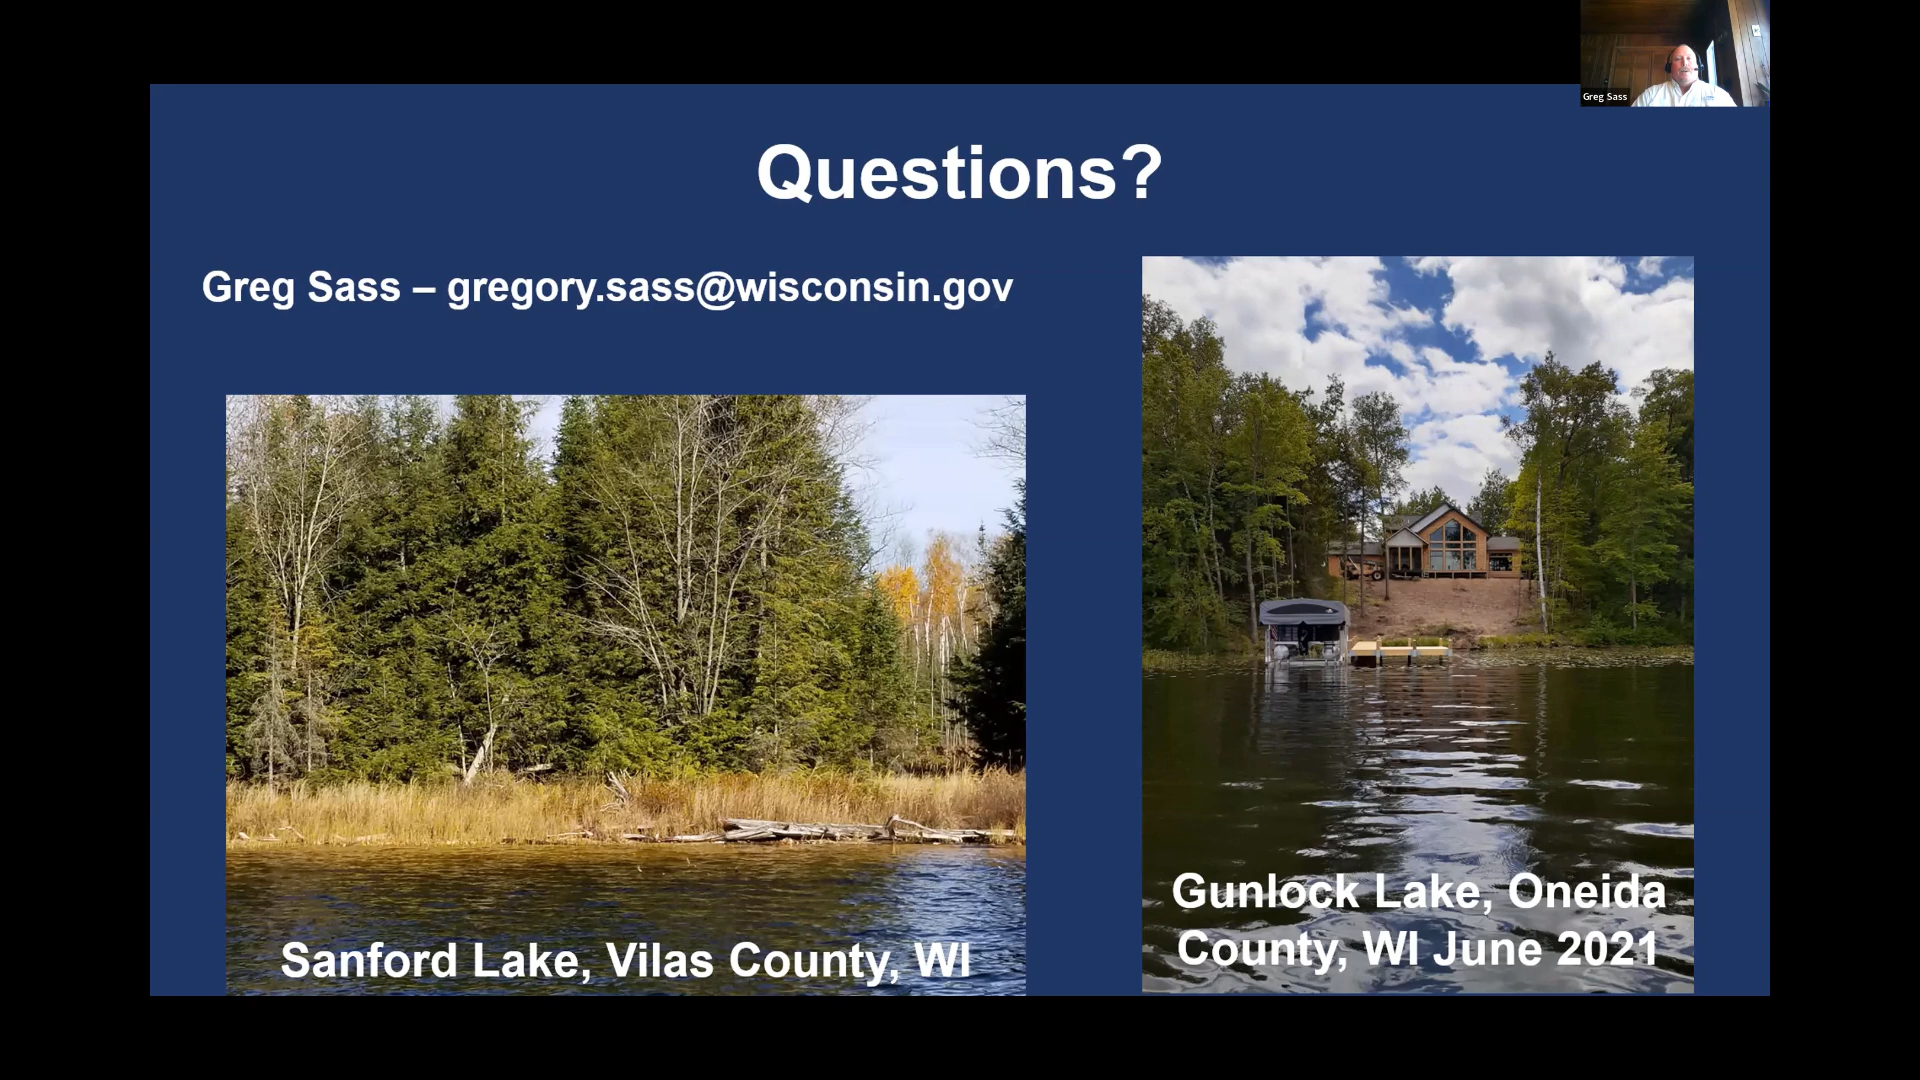 Greg Sass
Questions?
Greg Sass – gregory.sass@wisconsin.gov
Sanford Lake, Vilas County, WI
Gunlock Lake, Oneida
County, WI June 2021